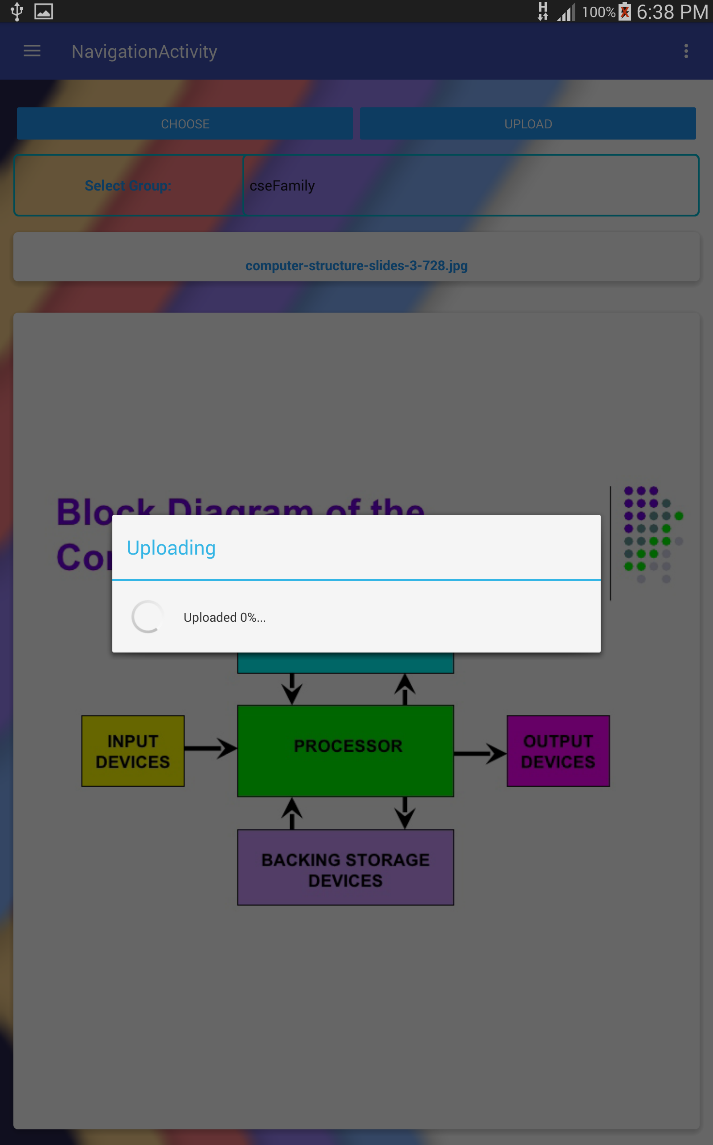 H 100% 6:38 PM
NavigationActivity
CHOOSE UPLOAD
Select Group: cseFamily
computer-structure-slides-3-728.jpg
Block Diagram of the
Uploading
Uploaded 0%...
INPUT
DEVICES
PROCESSOR
OUTPUT
DEVICES
BACKING STORAGE
DEVICES